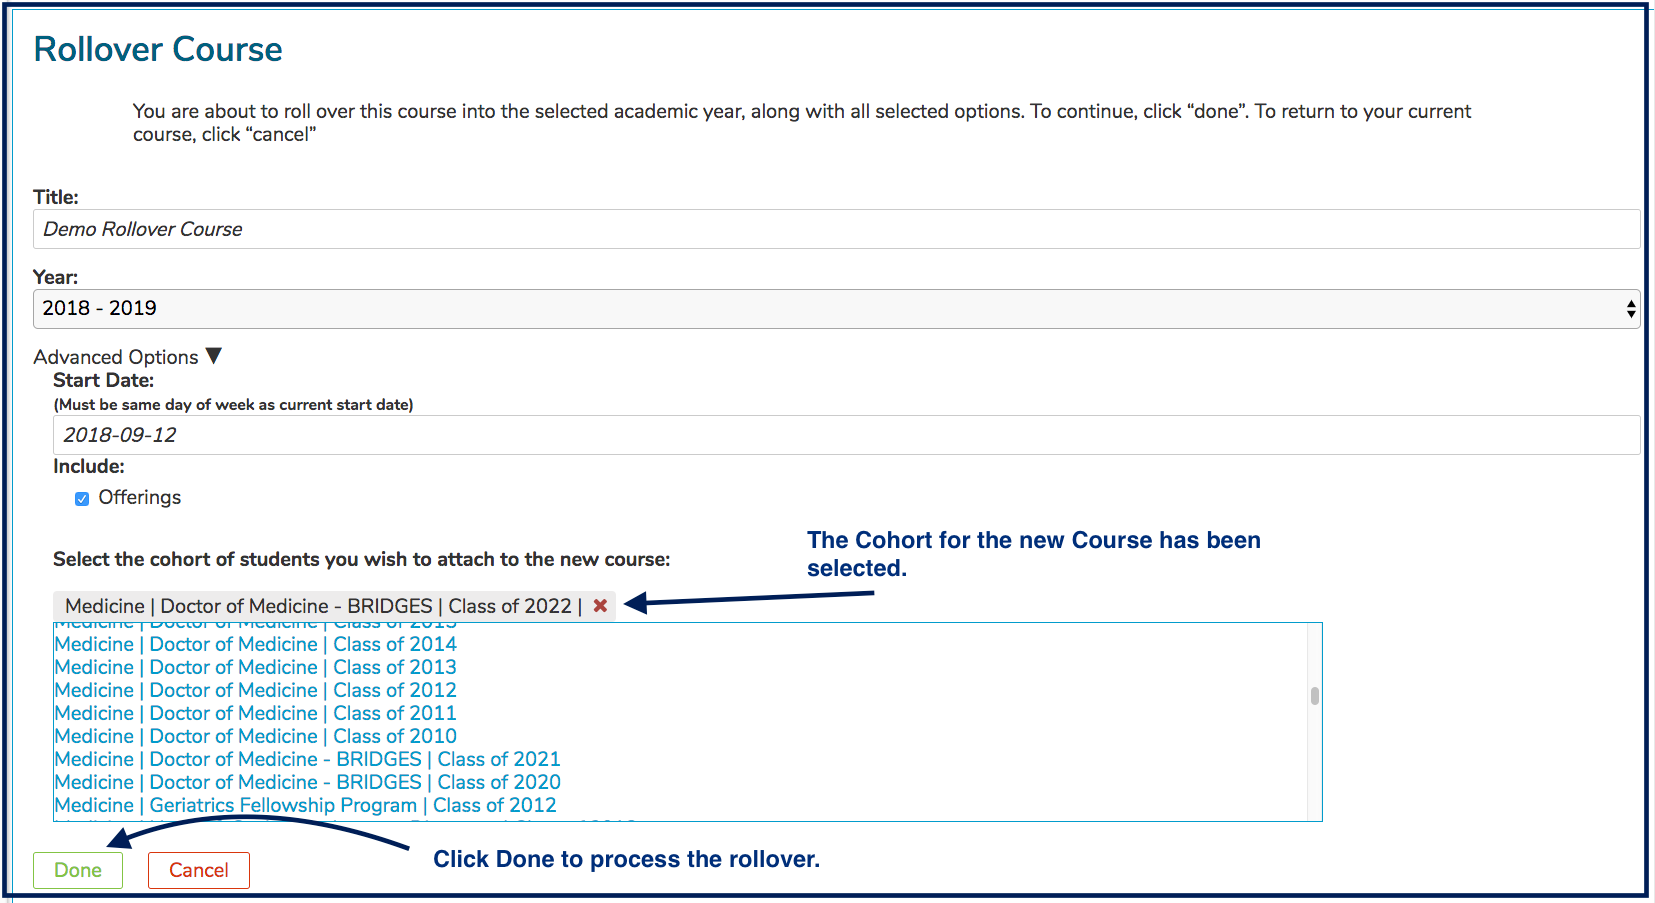 Rollover Course
You are about to roll over this course into the selected academic year, along with all selected options. To continue, click “done”. To return to your current
course, click “cancel”
Title:
Demo Rollover Course
Year:
2018 - 2019
Advanced Options ▼
Start Date:
(Must be same day of week as current start date)
2018-09-12
Include:
Offerings
The Cohort for the new Course has been
selected.
Select the cohort of students you wish to attach to the new course:
Medicine | Doctor of Medicine - BRIDGES | Class of 2022 | ✖
Medicine | Doctor of Medicine | Class of
Medicine | Doctor of Medicine | Class of 2014
Medicine | Doctor of Medicine | Class of 2013
Medicine | Doctor of Medicine | Class of 2012
Medicine | Doctor of Medicine | Class of 2011
Medicine | Doctor of Medicine | Class of 2010
Medicine | Doctor of Medicine - BRIDGES | Class of 2021
Medicine | Doctor of Medicine - BRIDGES | Class of 2020
Medicine | Geriatrics Fellowship Program | Class of 2012
Click Done to process the rollover.
Done
Cancel